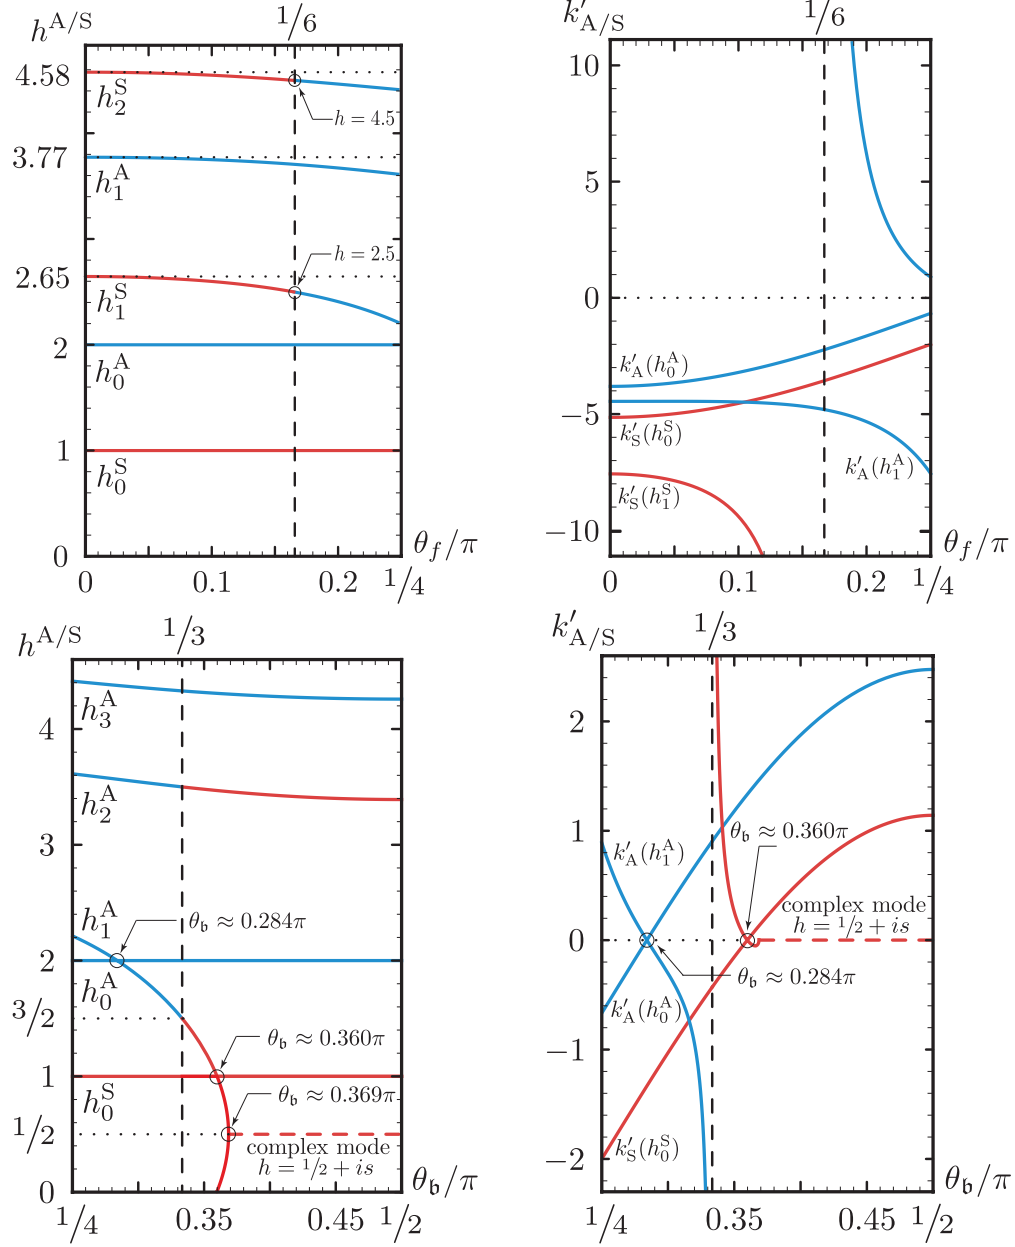 h^A/S
1/6
4.58
h_2^S
h = 4.5
3.77
h_1^A
h = 2.5
2.65
h_1^S
2
h_0^A
1
h_0^S
0
θ_f/π
0
0.1
0.2
1/4
k′_A/S
1/6
10
5
0
k′_A(h_0^A)
−5
k′_S(h_0^S)
k′_A(h_1^A)
k′_S(h_1^S)
−10
θ_f/π
0
0.1
0.2
1/4
h^A/S
1/3
h_3^A
4
h_2^A
3
h_1^A
θ_𝔟 ≈ 0.284π
2
h_0^A
3/2
θ_𝔟 ≈ 0.360π
1
h_0^S
θ_𝔟 ≈ 0.369π
1/2
complex mode
h = 1/2 + is
0
θ_𝔟/π
1/4
0.35
0.45
1/2
k′_A/S
1/3
2
1
θ_𝔟 ≈ 0.360π
k′_A(h_1^A)
complex mode
h = 1/2 + is
0
θ_𝔟 ≈ 0.284π
k′_A(h_0^A)
−1
k′_S(h_0^S)
−2
θ_𝔟/π
1/4
0.35
0.45
1/2